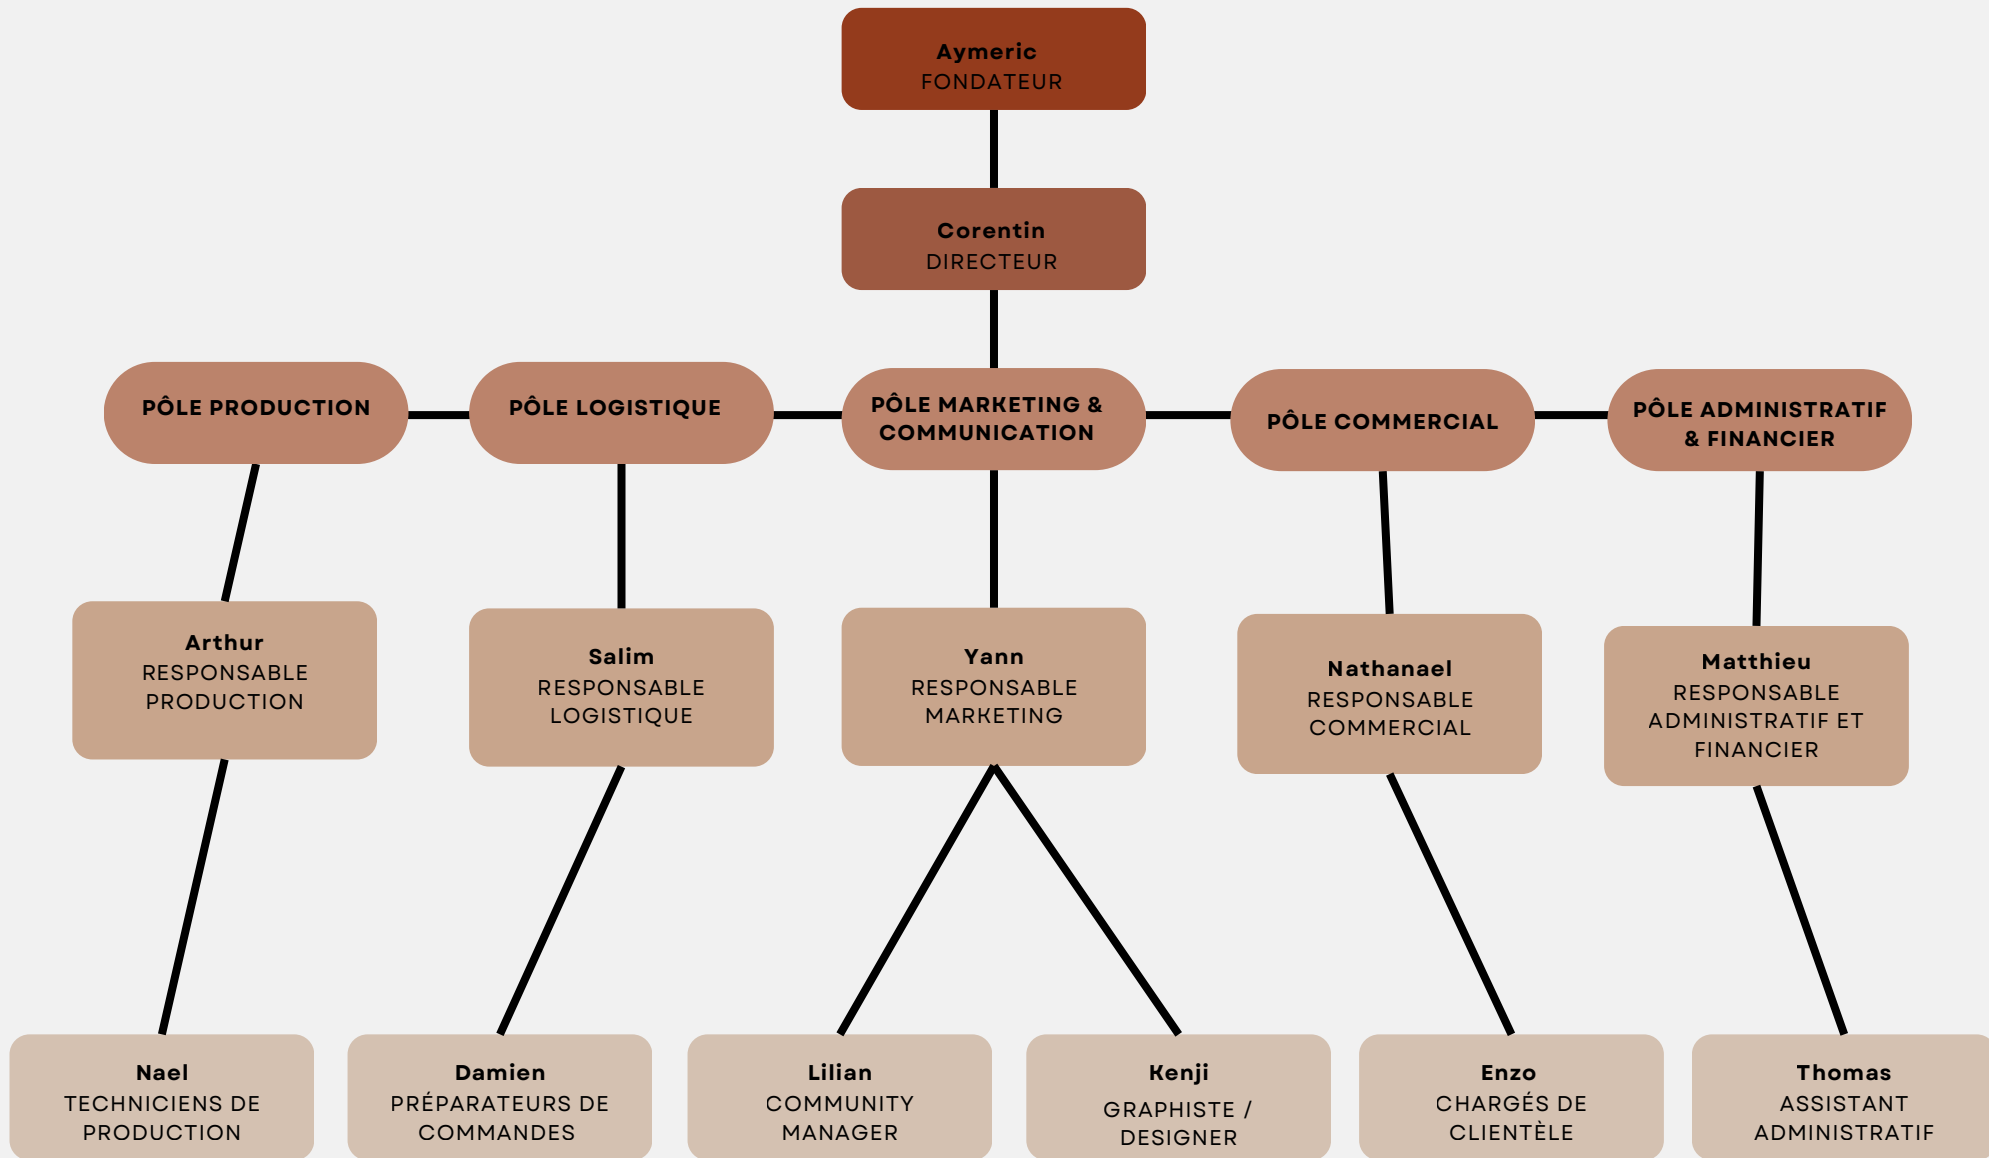 Aymeric
FONDATEUR
Corentin
DIRECTEUR
PÔLE PRODUCTION
PÔLE LOGISTIQUE
PÔLE MARKETING &
COMMUNICATION
PÔLE COMMERCIAL
PÔLE ADMINISTRATIF
& FINANCIER
Arthur
RESPONSABLE
PRODUCTION
Salim
RESPONSABLE
LOGISTIQUE
Yann
RESPONSABLE
MARKETING
Nathanael
RESPONSABLE
COMMERCIAL
Matthieu
RESPONSABLE
ADMINISTRATIF ET
FINANCIER
Nael
TECHNICIENS DE
PRODUCTION
Damien
PRÉPARATEURS DE
COMMANDES
Lilian
COMMUNITY
MANAGER
Kenji
GRAPHISTE /
DESIGNER
Enzo
CHARGÉS DE
CLIENTÈLE
Thomas
ASSISTANT
ADMINISTRATIF